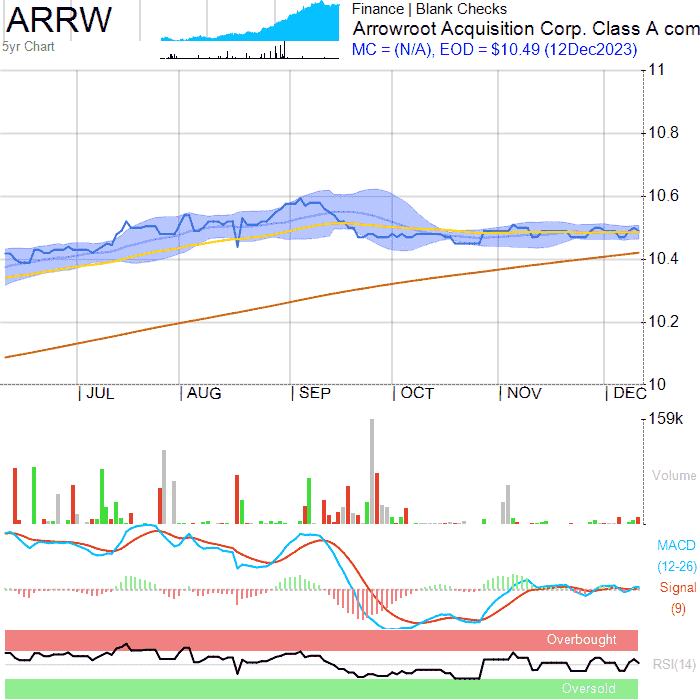 ARRW
5yr Chart
Finance | Blank Checks
Arrowroot Acquisition Corp. Class A com
MC = (N/A), EOD = $10.49 (12Dec2023)
11
10.8
10.6
10.4
10.2
10
| JUL | AUG | SEP | OCT | NOV | DEC
159k
Volume
MACD
(12-26)
Signal
(9)
Overbought
RSI(14)
Oversold